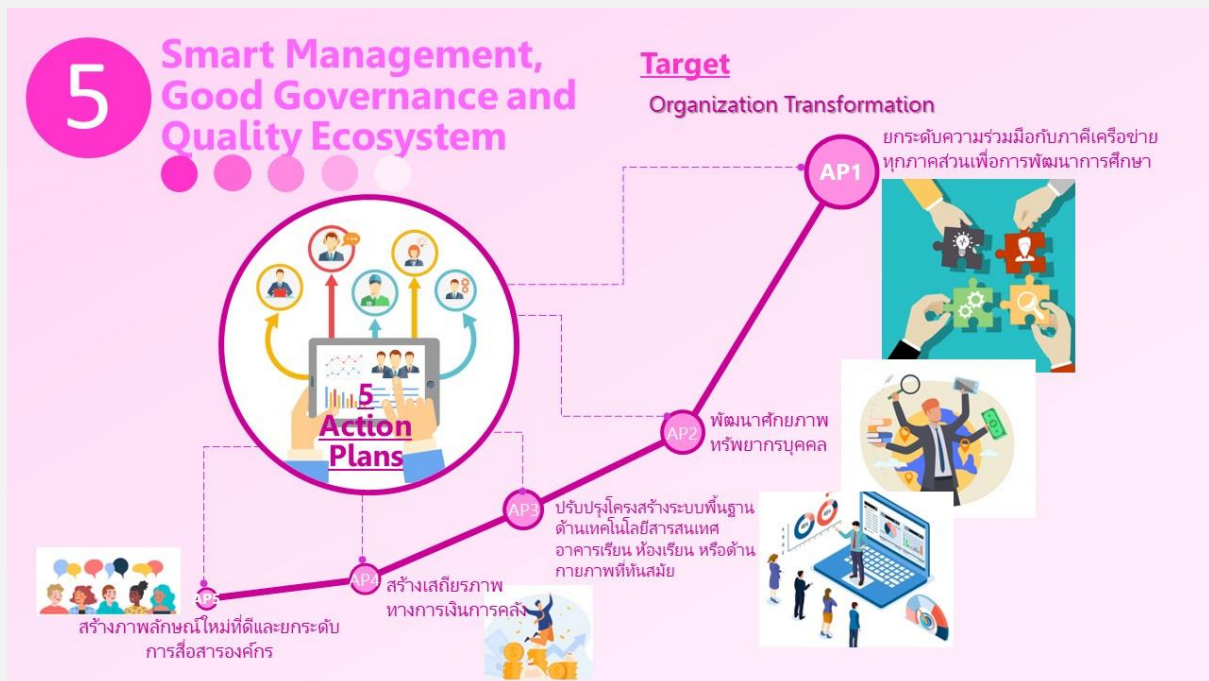 5
Smart Management,
Good Governance and
Quality Ecosystem
Target
Organization Transformation
AP1
ยกระดับความร่วมมือกับภาคีเครือข่าย
ทุกภาคส่วนเพื่อการพัฒนาการศึกษา
5
Action
Plans
AP2
พัฒนาศักยภาพ
ทรัพยากรบุคคล
AP3
ปรับปรุงโครงสร้างระบบพื้นฐาน
ด้านเทคโนโลยีสารสนเทศ
อาคารเรียน ห้องเรียน หรือด้าน
กายภาพที่ทันสมัย
AP4
สร้างเสถียรภาพ
ทางการเงินการคลัง
AP5
สร้างภาพลักษณ์ใหม่ที่ดีและยกระดับ
การสื่อสารองค์กร